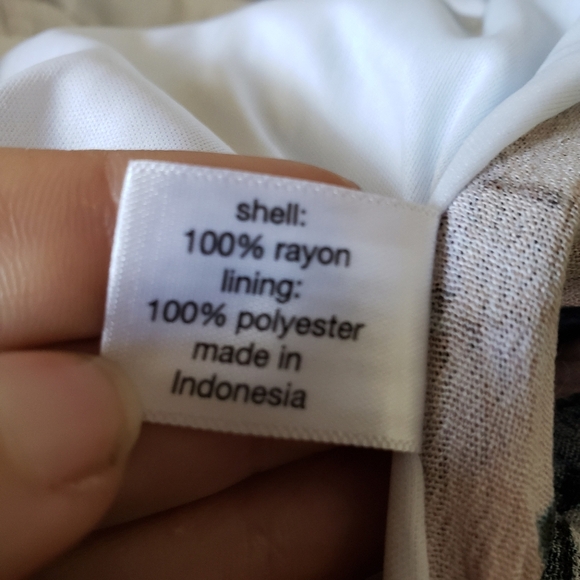 shell:
100% rayon
lining:
100% polyester
made in
Indonesia